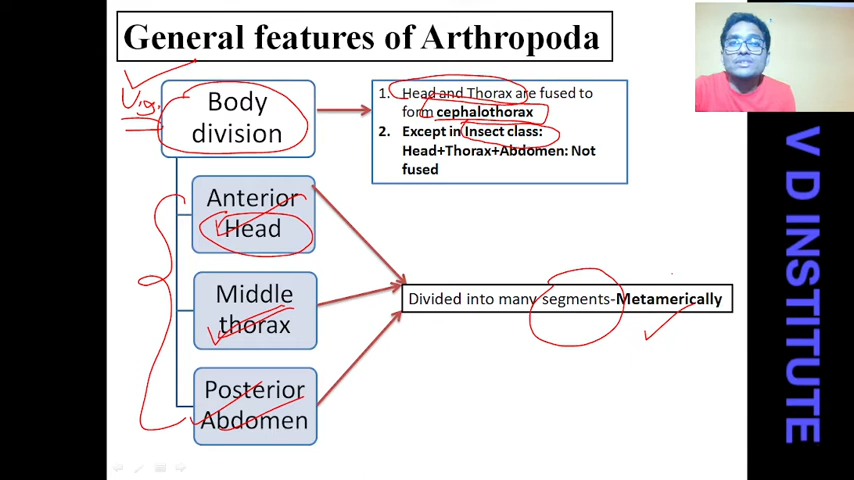 General features of Arthropoda
V.g.
Body
division
1. Head and Thorax are fused to
form cephalothorax
2. Except in Insect class:
Head+Thorax+Abdomen: Not
fused
Anterior
Head
Middle
thorax
Divided into many segments-Metamerically
Posterior
Abdomen
V D INSTITUTE